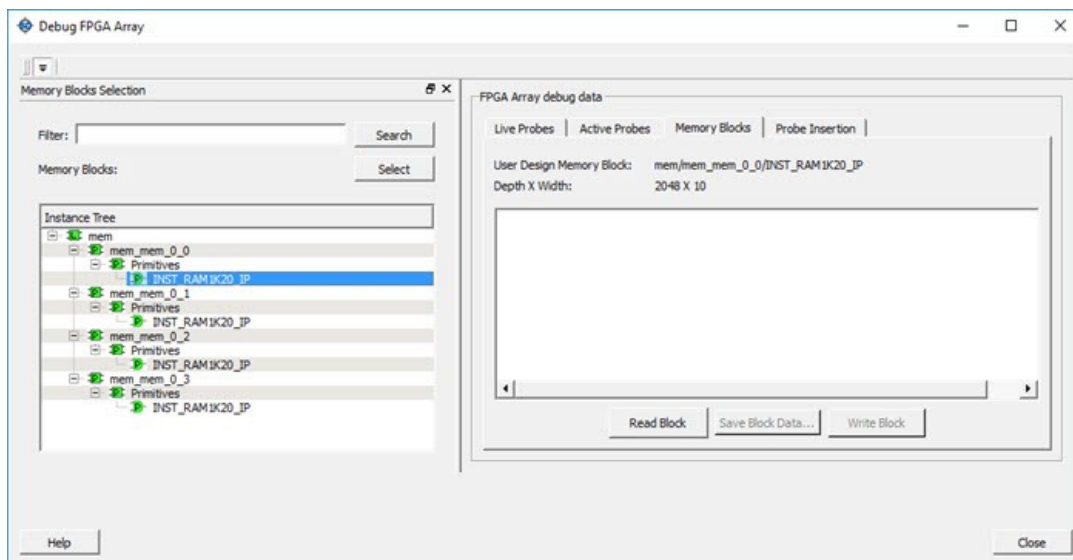 Debug FPGA Array
Memory Blocks Selection
Filter:
Search
Memory Blocks:
Select
Instance Tree
mem
mem_mem_0_0
Primitives
INST_RAM1K20_IP
mem_mem_0_1
Primitives
INST_RAM1K20_IP
mem_mem_0_2
Primitives
INST_RAM1K20_IP
mem_mem_0_3
Primitives
INST_RAM1K20_IP
FPGA Array debug data
Live Probes Active Probes Memory Blocks Probe Insertion
User Design Memory Block: mem/mem_mem_0_0/INST_RAM1K20_IP
Depth X Width: 2048 X 10
Read Block Save Block Data... Write Block
Help
Close